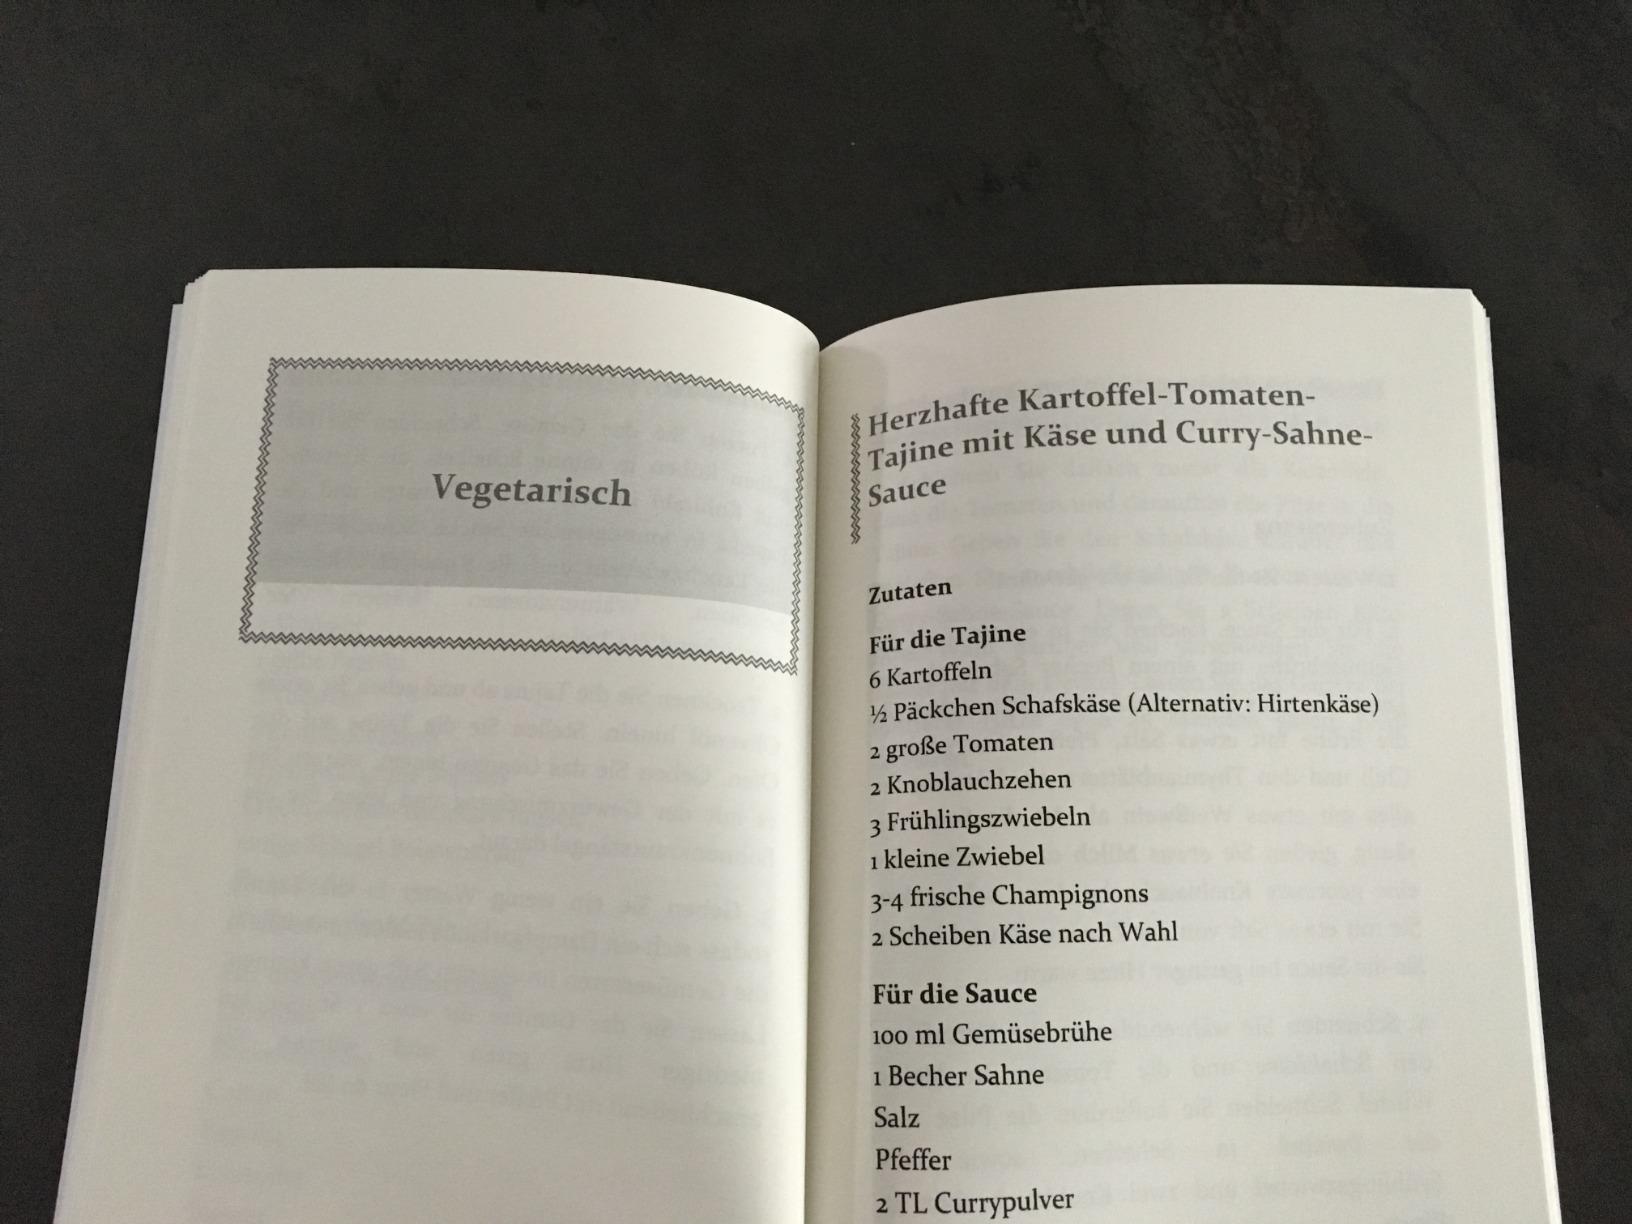 Vegetarisch
Herzhafte Kartoffel-Tomaten-
Tajine mit Käse und Curry-Sahne-
Sauce
Zutaten
Für die Tajine
6 Kartoffeln
½ Päckchen Schafskäse (Alternativ: Hirtenkäse)
2 große Tomaten
2 Knoblauchzehen
3 Frühlingszwiebeln
1 kleine Zwiebel
3-4 frische Champignons
2 Scheiben Käse nach Wahl
Für die Sauce
100 ml Gemüsebrühe
1 Becher Sahne
Salz
Pfeffer
2 TL Currypulver